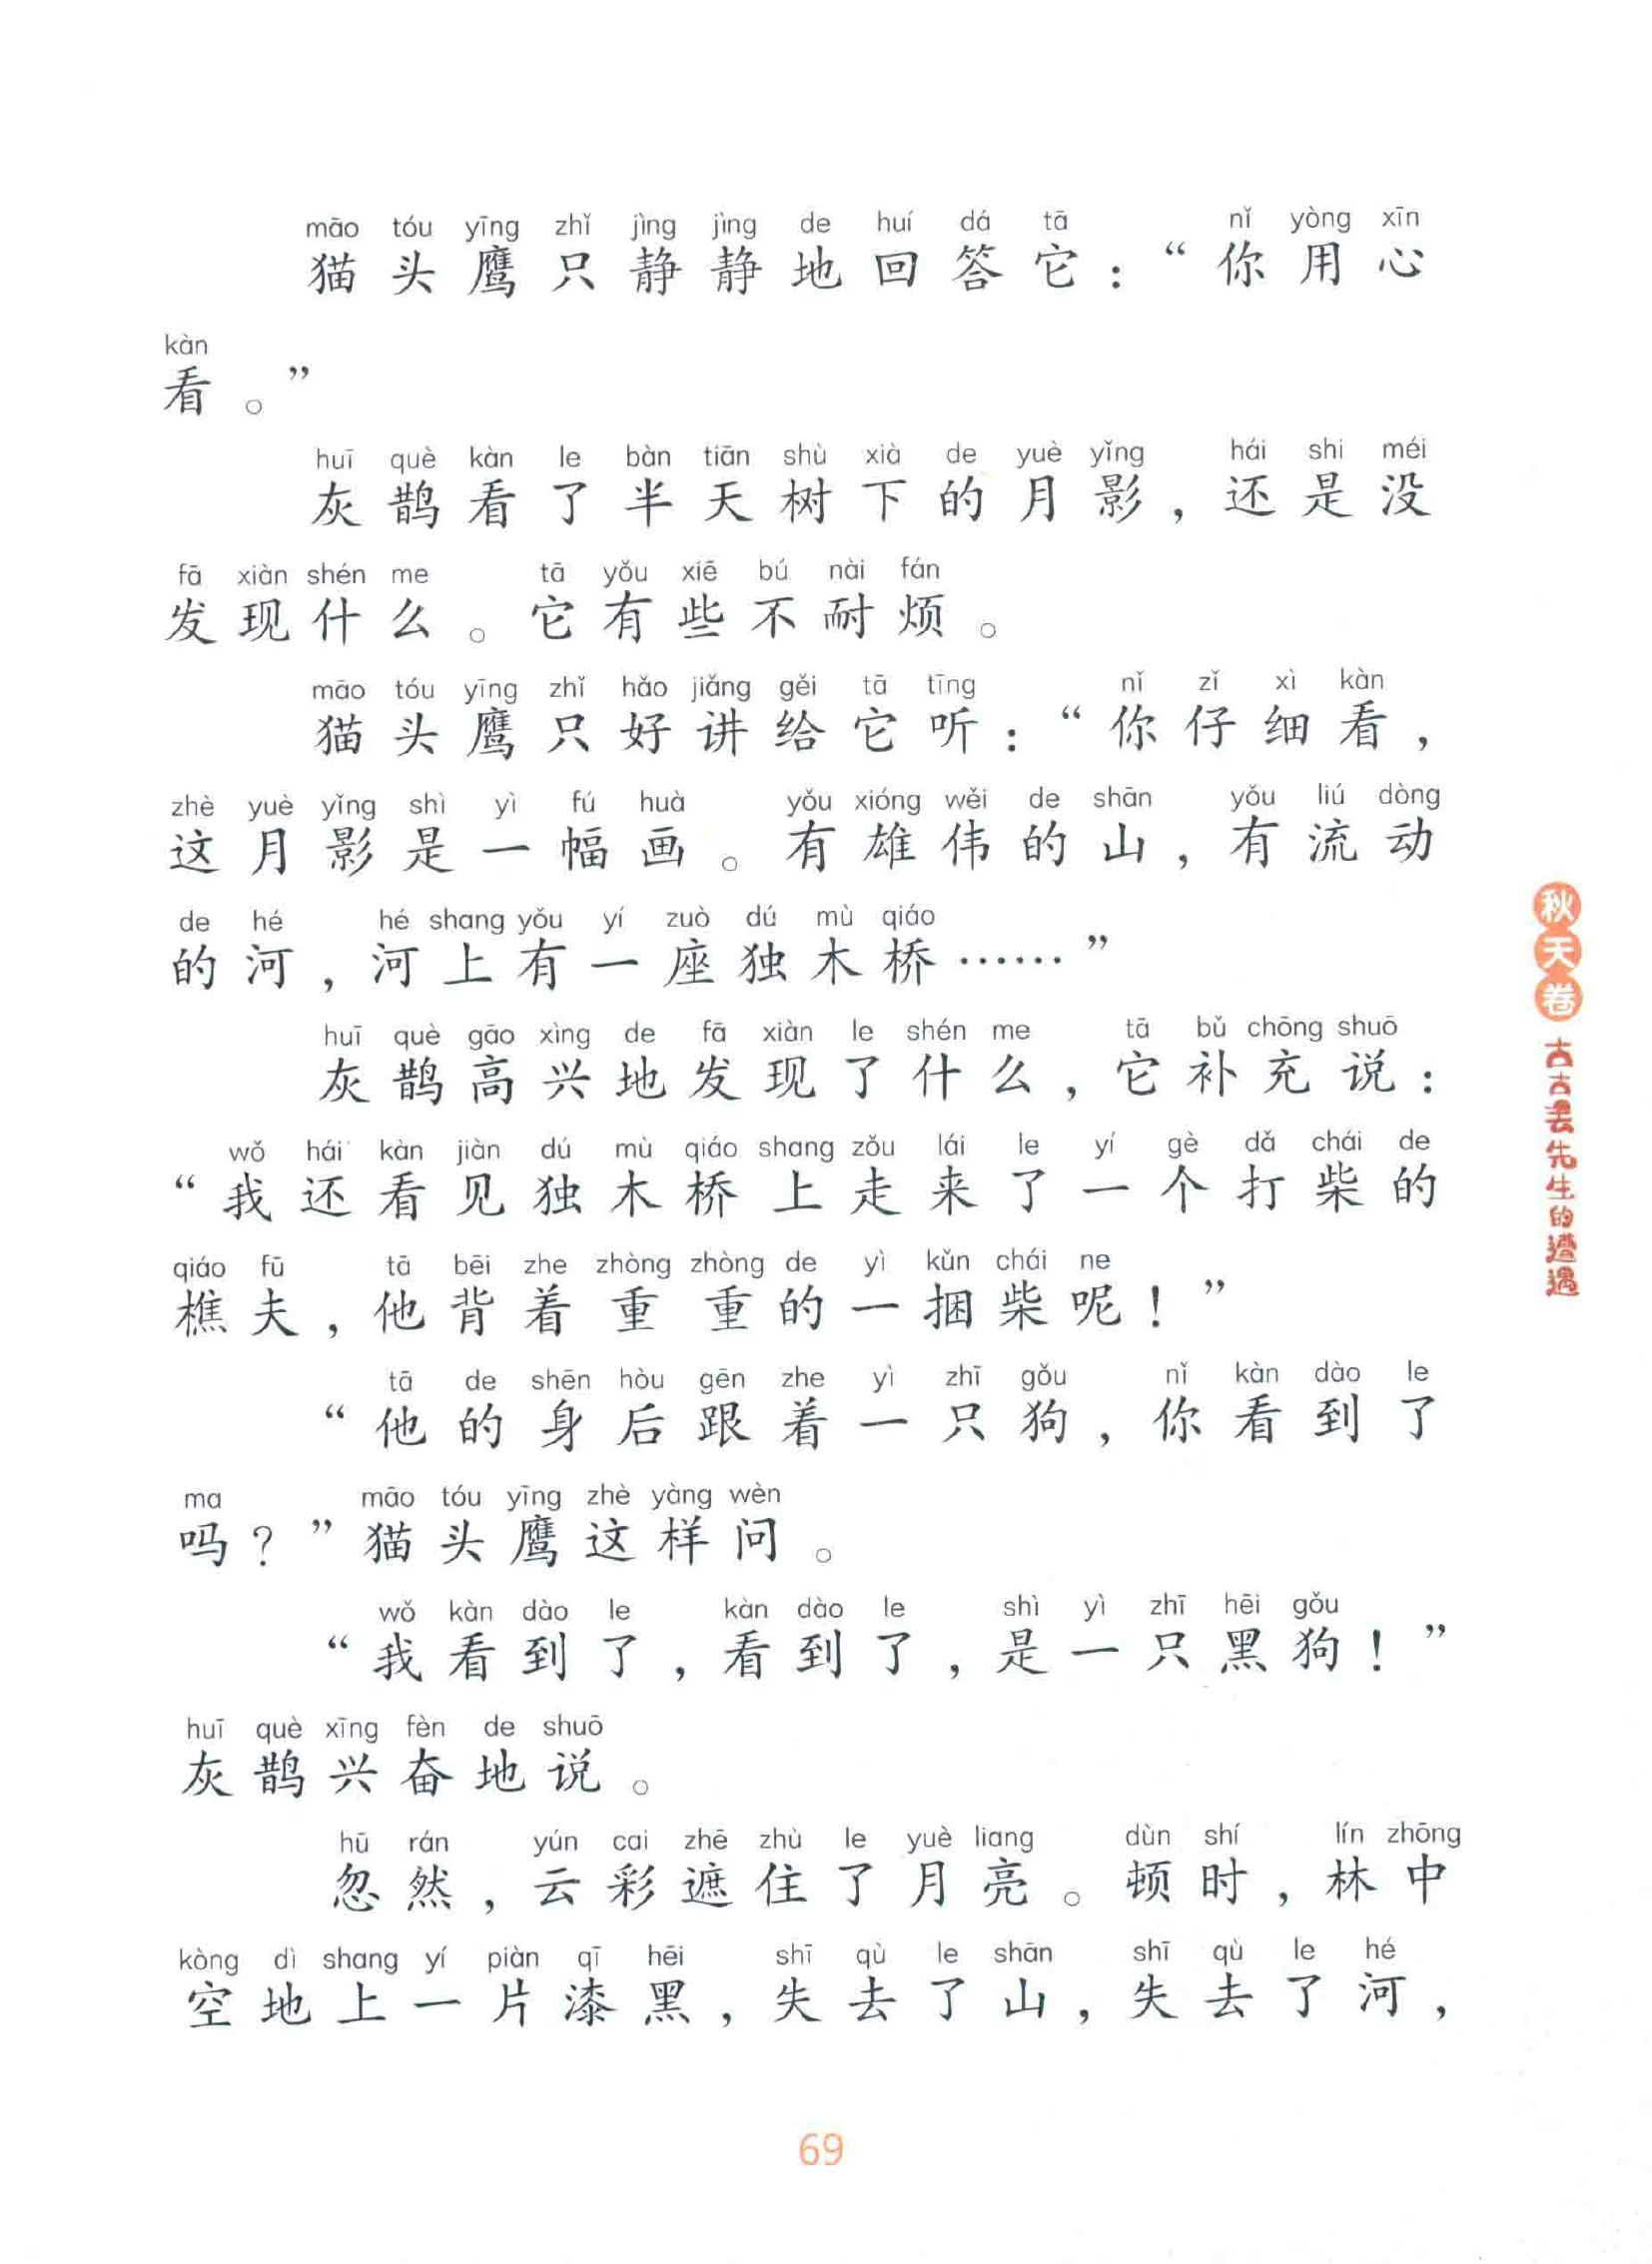 māo tóu yīng zhǐ jìng jìng de huí dá tā nǐ yòng xīn
猫头鹰只静静地回答它：“你用心
kàn
看。”
huī què kàn le bàn tiān shù xià de yuè yǐng hái shi méi
灰鹊看了半天树下的月影，还是没
fā xiàn shén me tā yǒu xiē bú nài fán
发现什么。它有些不耐烦。
māo tóu yīng zhǐ hǎo jiǎng gěi tā tīng nǐ zǐ xì kàn
猫头鹰只好讲给它听：“你仔细看，
zhè yuè yǐng shì yì fú huà yǒu xióng wěi de shān yǒu liú dòng
这月影是一幅画。有雄伟的山，有流动
de hé hé shang yǒu yí zuò dú mù qiáo
的河，河上有一座独木桥……”
huī què gāo xìng de fā xiàn le shén me tā bǔ chōng shuō
灰鹊高兴地发现了什么，它补充说：
wǒ hái kàn jiàn dú mù qiáo shang zǒu lái le yí gè dǎ chái de
“我还看见独木桥上走来了一个打柴的
qiáo fū tā bēi zhe zhòng zhòng de yì kǔn chái ne
樵夫，他背着重重的一捆柴呢！”
tā de shēn hòu gēn zhe yì zhī gǒu nǐ kàn dào le
“他的身后跟着一只狗，你看到了
ma māo tóu yīng zhè yàng wèn
吗？”猫头鹰这样问。
wǒ kàn dào le kàn dào le shì yì zhī hēi gǒu
“我看到了，看到了，是一只黑狗！”
huī què xīng fèn de shuō
灰鹊兴奋地说。
hū rán yún cai zhē zhù le yuè liang dùn shí lín zhōng
忽然，云彩遮住了月亮。顿时，林中
kòng dì shang yí piàn qī hēi shī qù le shān shī qù le hé
空地上一片漆黑，失去了山，失去了河，
秋天卷 古古丢先生的遭遇
69